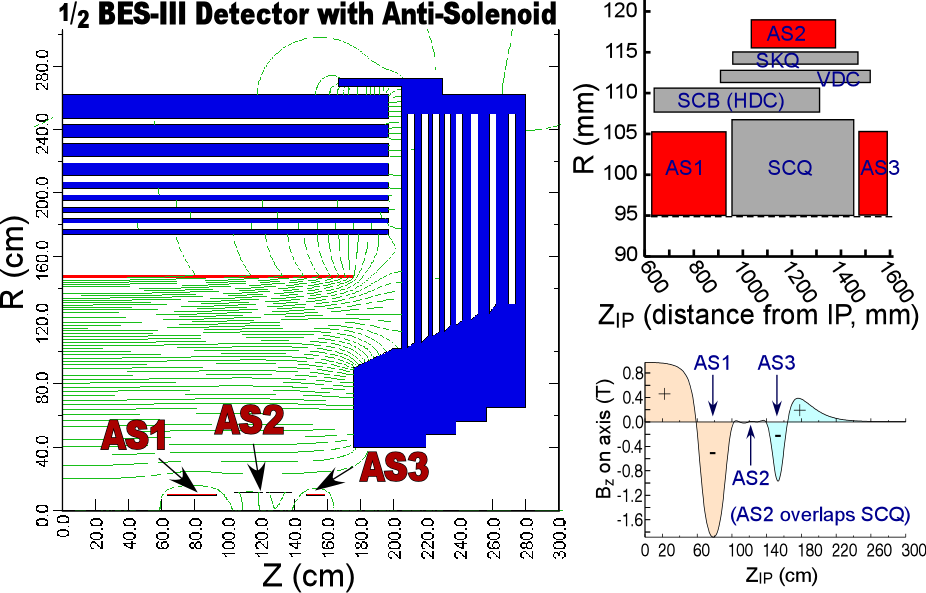 1/2 BES-III Detector with Anti-Solenoid
R (cm)
280.0
240.0
200.0
160.0
120.0
80.0
40.0
0.0
AS1
AS2
AS3
0.0 20.0 40.0 60.0 80.0 100.0 120.0 140.0 160.0 180.0 200.0 220.0 240.0 260.0 280.0 300.0
Z (cm)
R (mm)
120
115
110
105
100
95
90
AS2
SKQ
VDC
SCB (HDC)
AS1
SCQ
AS3
600 800 1000 1200 1400 1600
ZIP (distance from IP, mm)
Bz on axis (T)
0.8
0.4
0.0
-0.4
-0.8
-1.2
-1.6
AS1
AS3
+
+
-
-
AS2
(AS2 overlaps SCQ)
0 20 60 100 140 180 240 300
ZIP (cm)